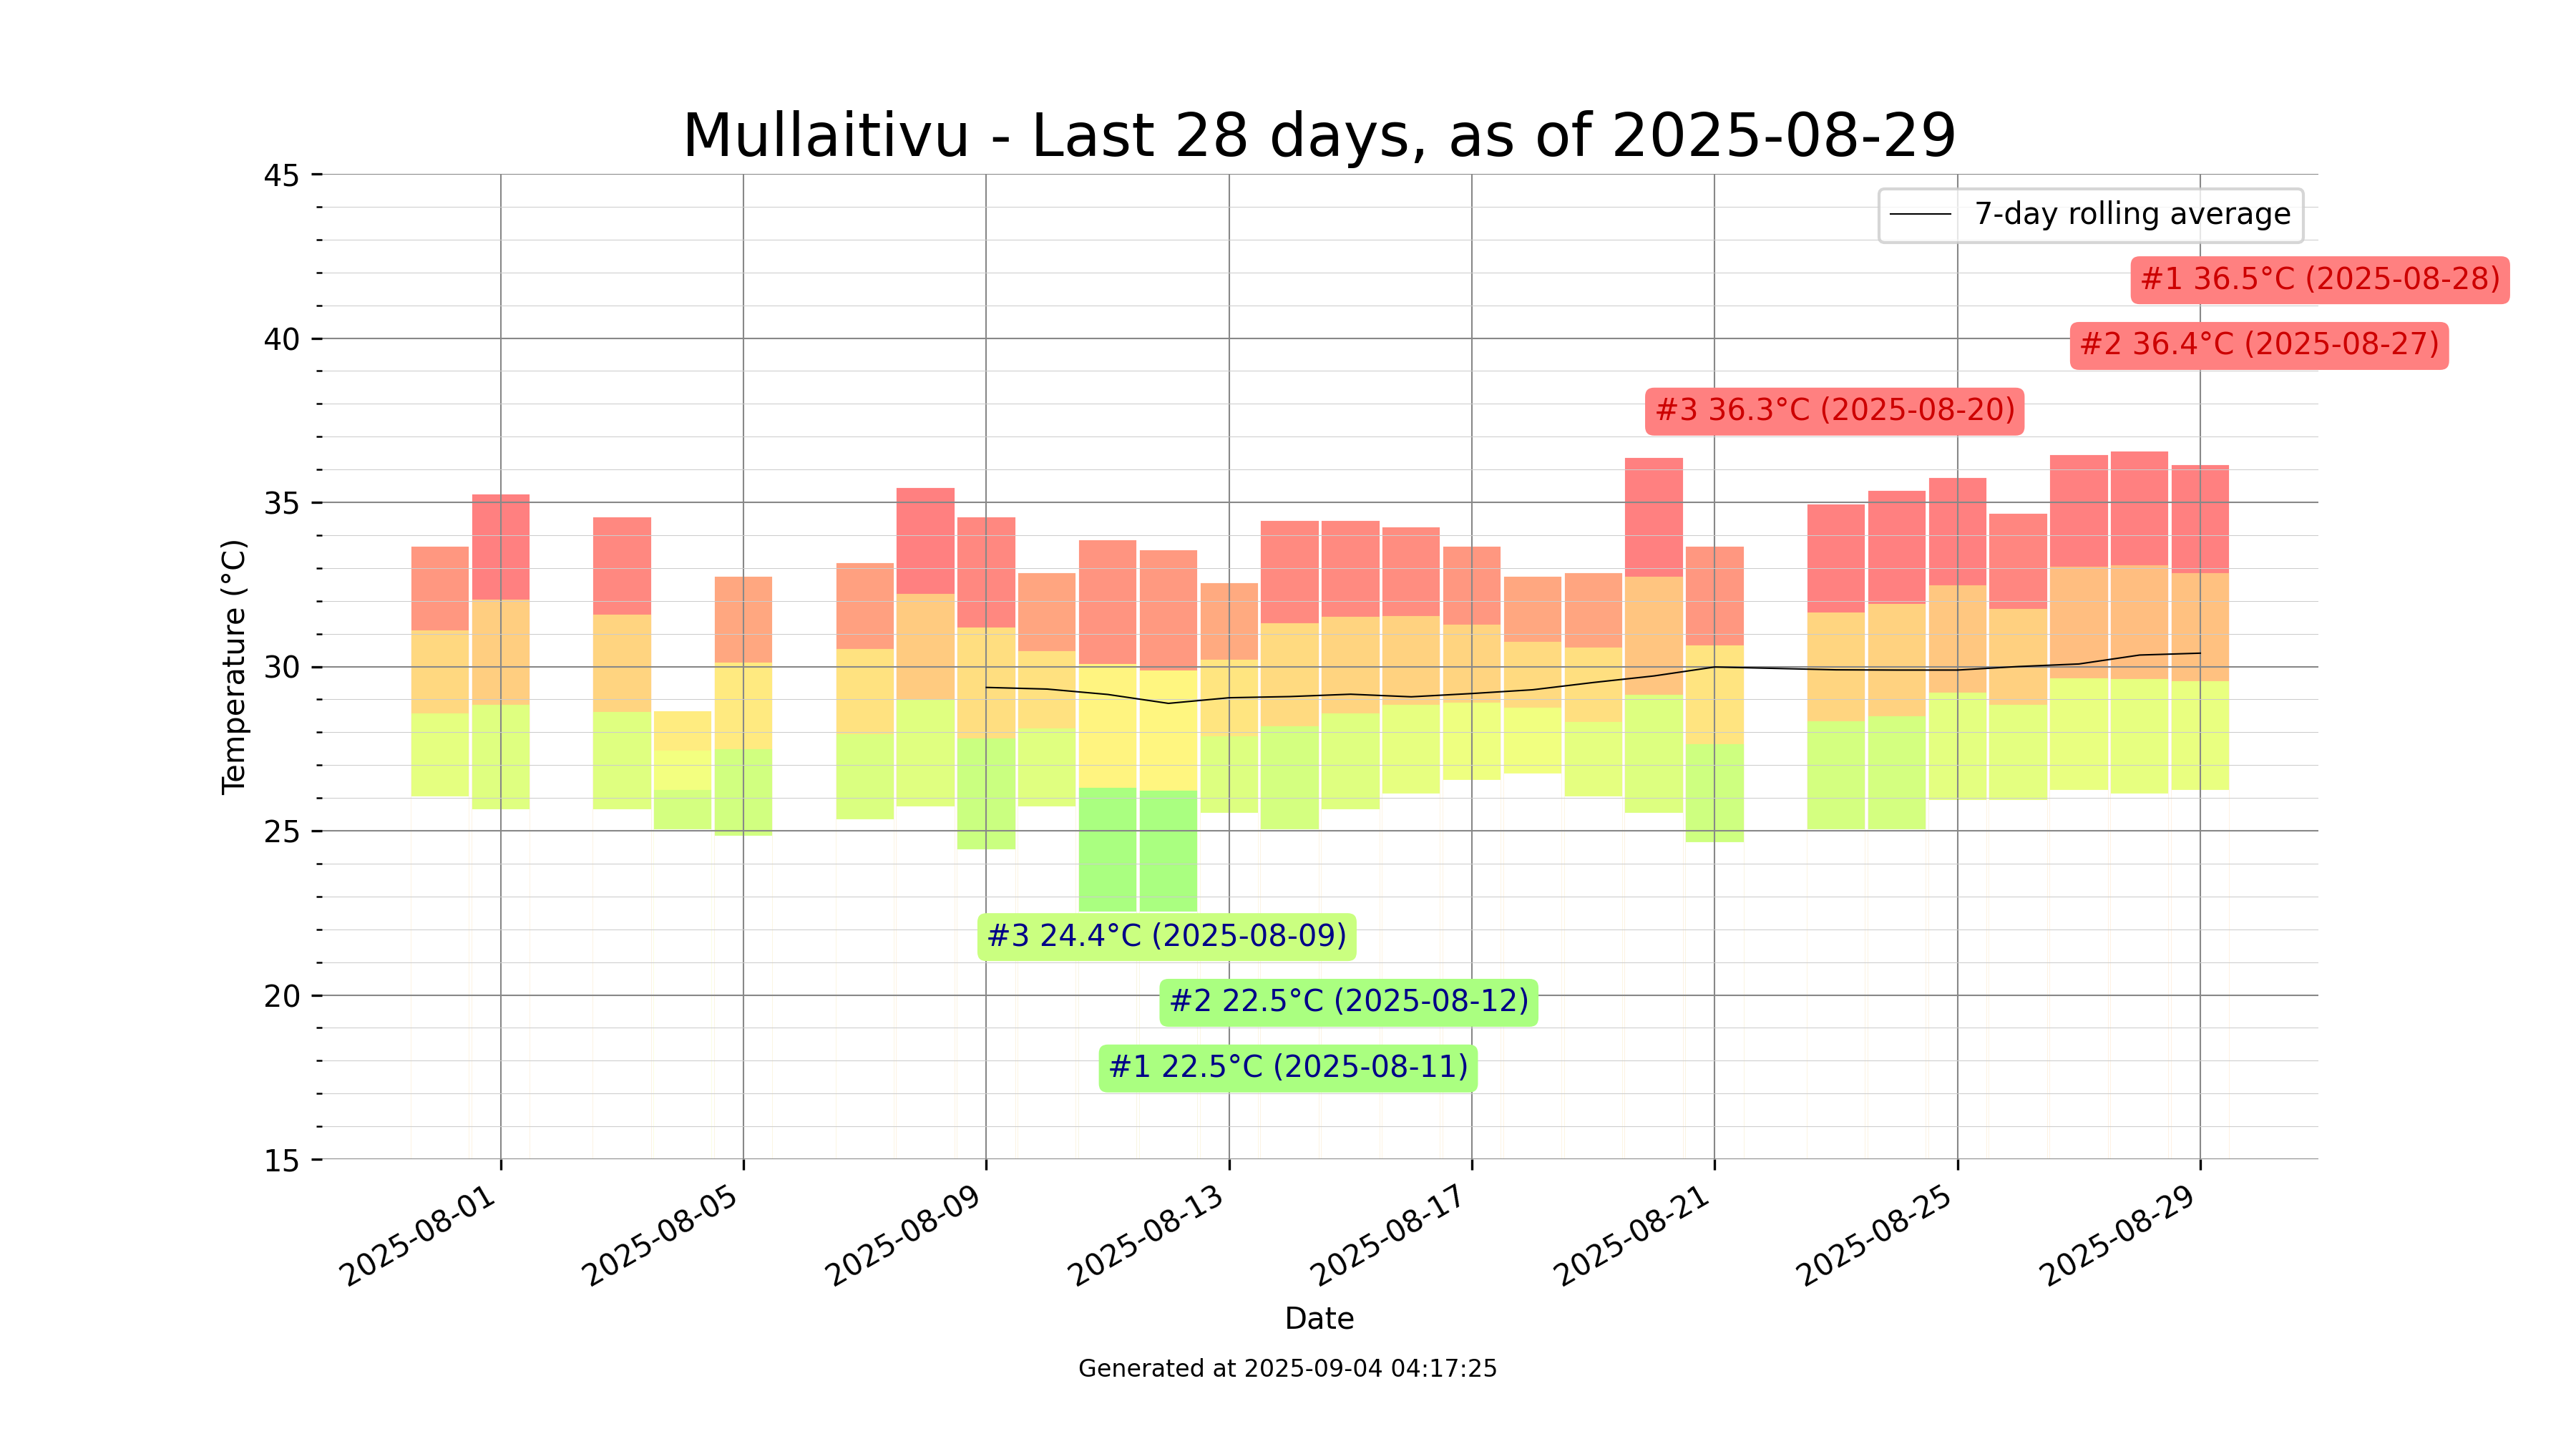 Mullaitivu - Last 28 days, as of 2025-08-29
45
7-day rolling average
#1 36.5°C (2025-08-28)
40
#2 36.4°C (2025-08-27)
#3 36.3°C (2025-08-20)
35
Temperature (°C)
30
25
#3 24.4°C (2025-08-09)
20
#2 22.5°C (2025-08-12)
#1 22.5°C (2025-08-11)
15
2025-08-01
2025-08-05
2025-08-09
2025-08-13
2025-08-17
2025-08-21
2025-08-25
2025-08-29
Date
Generated at 2025-09-04 04:17:25